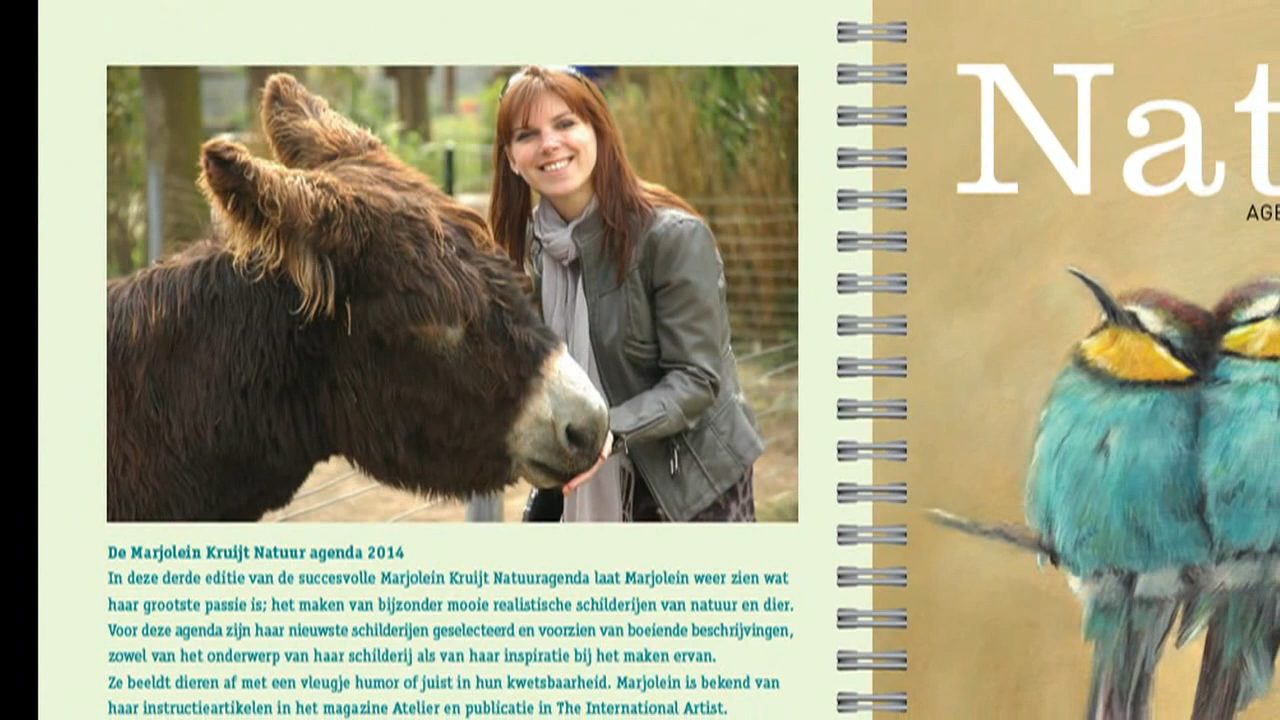 Nat
AGE
De Marjolein Kruijt Natuur agenda 2014
In deze derde editie van de succesvolle Marjolein Kruijt Natuuragenda laat Marjolein weer zien wat
haar grootste passie is; het maken van bijzonder mooie realistische schilderijen van natuur en dier.
Voor deze agenda zijn haar nieuwste schilderijen geselecteerd en voorzien van boeiende beschrijvingen,
zowel van het onderwerp van haar schilderij als van haar inspiratie bij het maken ervan.
Ze beeldt dieren af met een vleugje humor of juist in hun kwetsbaarheid. Marjolein is bekend van
haar instructieartikelen in het magazine Atelier en publicatie in The International Artist.